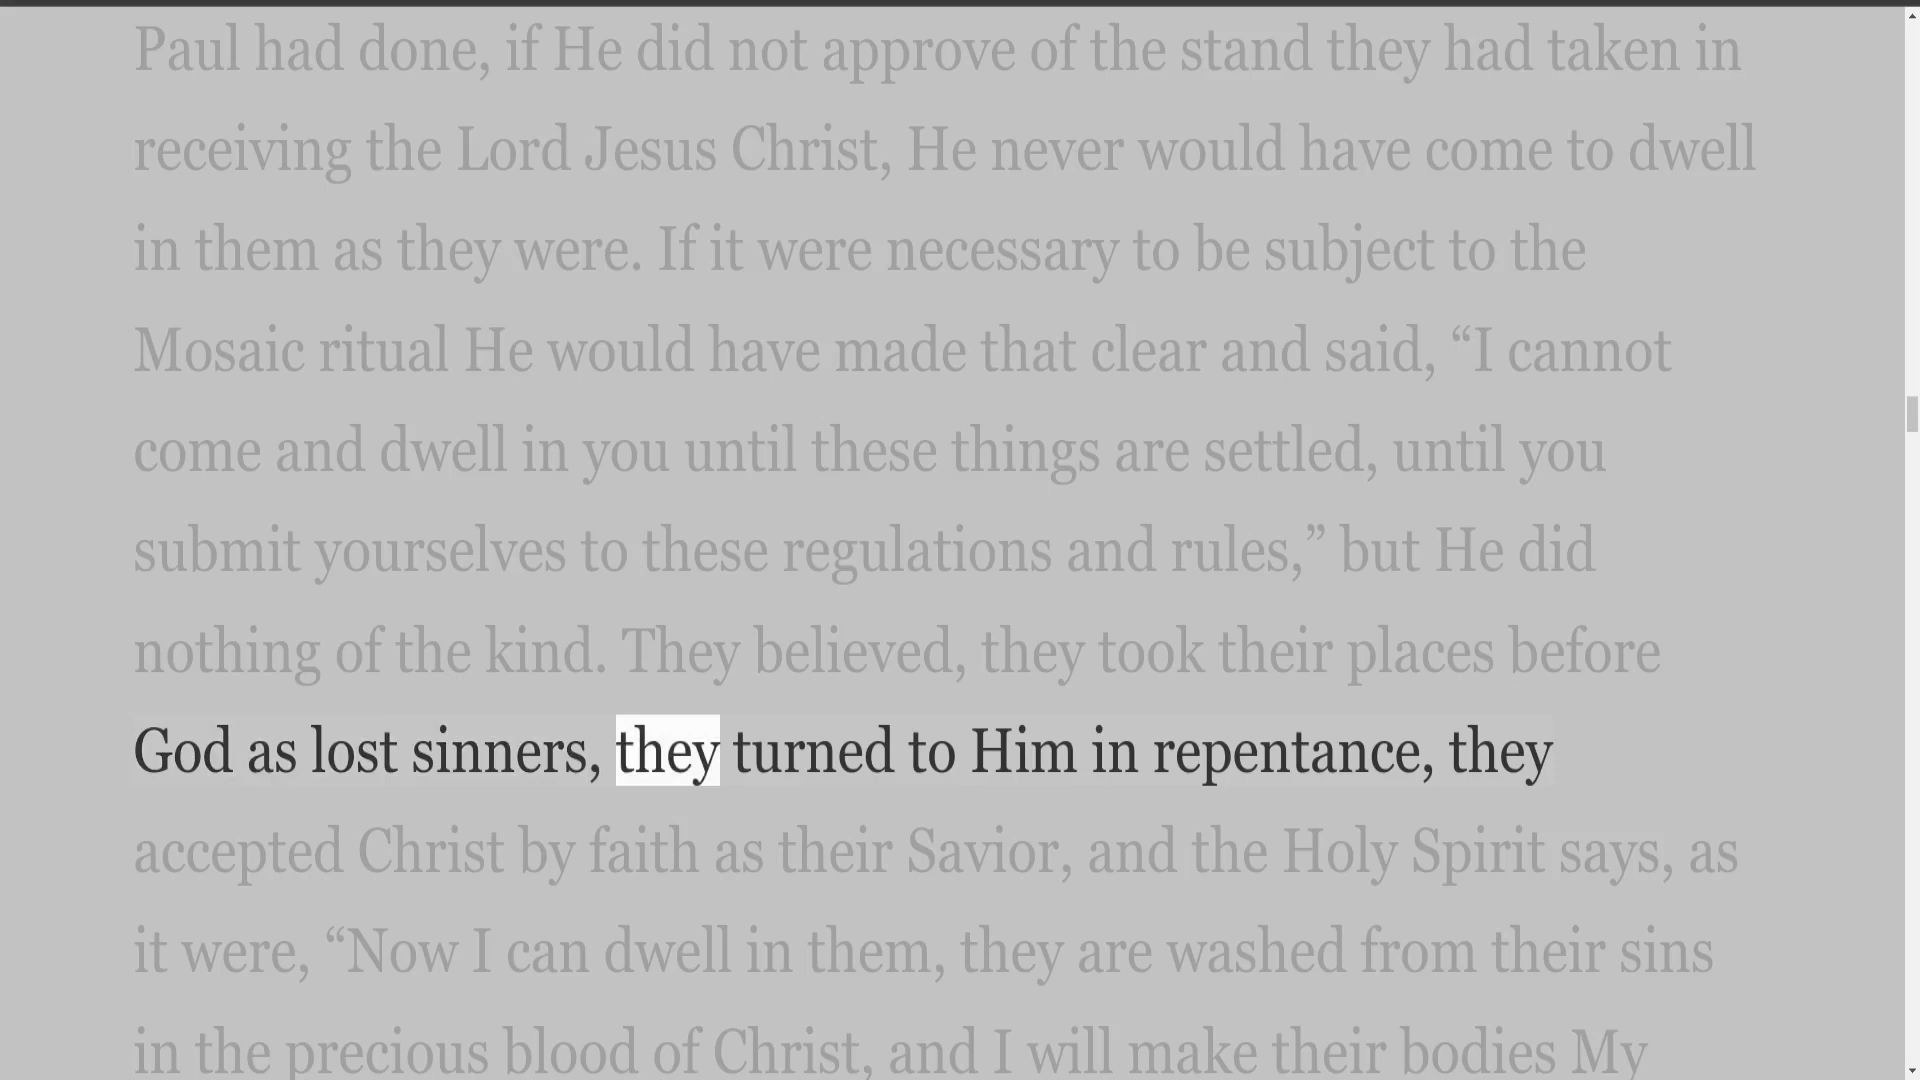 Paul had done, if He did not approve of the stand they had taken in
receiving the Lord Jesus Christ, He never would have come to dwell
in them as they were. If it were necessary to be subject to the
Mosaic ritual He would have made that clear and said, “I cannot
come and dwell in you until these things are settled, until you
submit yourselves to these regulations and rules,” but He did
nothing of the kind. They believed, they took their places before
God as lost sinners, they turned to Him in repentance, they
accepted Christ by faith as their Savior, and the Holy Spirit says, as
it were, “Now I can dwell in them, they are washed from their sins
in the precious blood of Christ, and I will make their bodies My